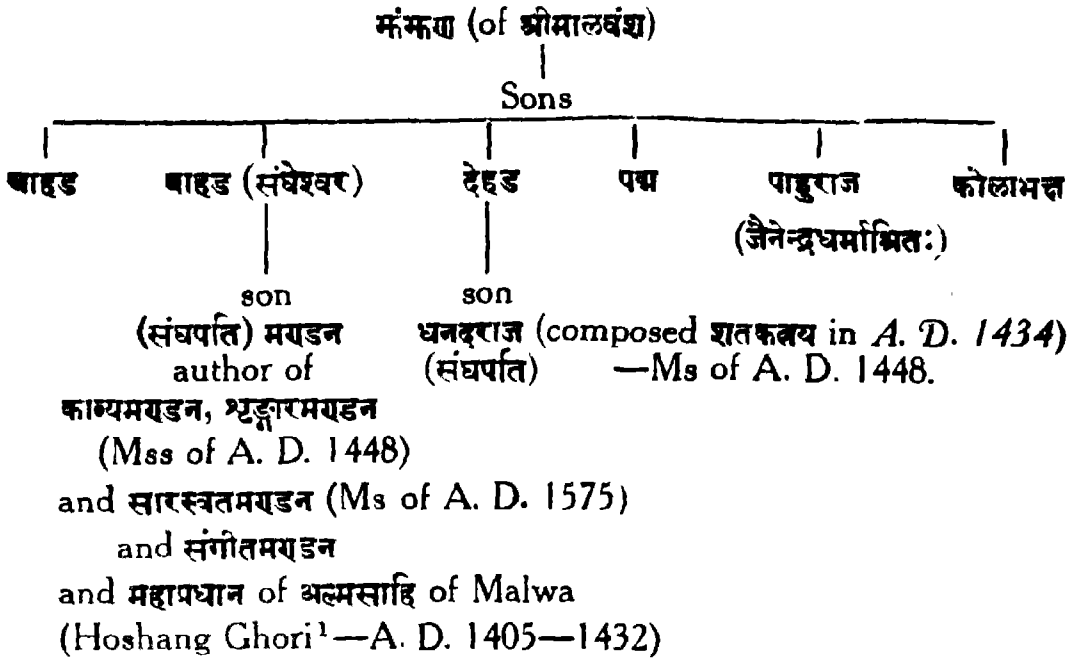 झंझण (of श्रीमालवंश)
Sons
चाहड बाहड (संघेश्वर) देहड पद्म पाहुराज
(जैनेन्द्रधर्माश्रितः)
son son
(संघपति) मण्डन धनदराज (composed शतकत्रय in A. D. 1434)
author of (संघपति) —Ms of A. D. 1448.
काव्यमण्डन, शृङ्गारमण्डन
(Mss of A. D. 1448)
and सारस्वतमण्डन (Ms of A. D. 1575)
and संगीतमण्डन
and महाप्रधान of अल्मसाहि of Malwa
(Hoshang Ghori¹—A. D. 1405—1432)